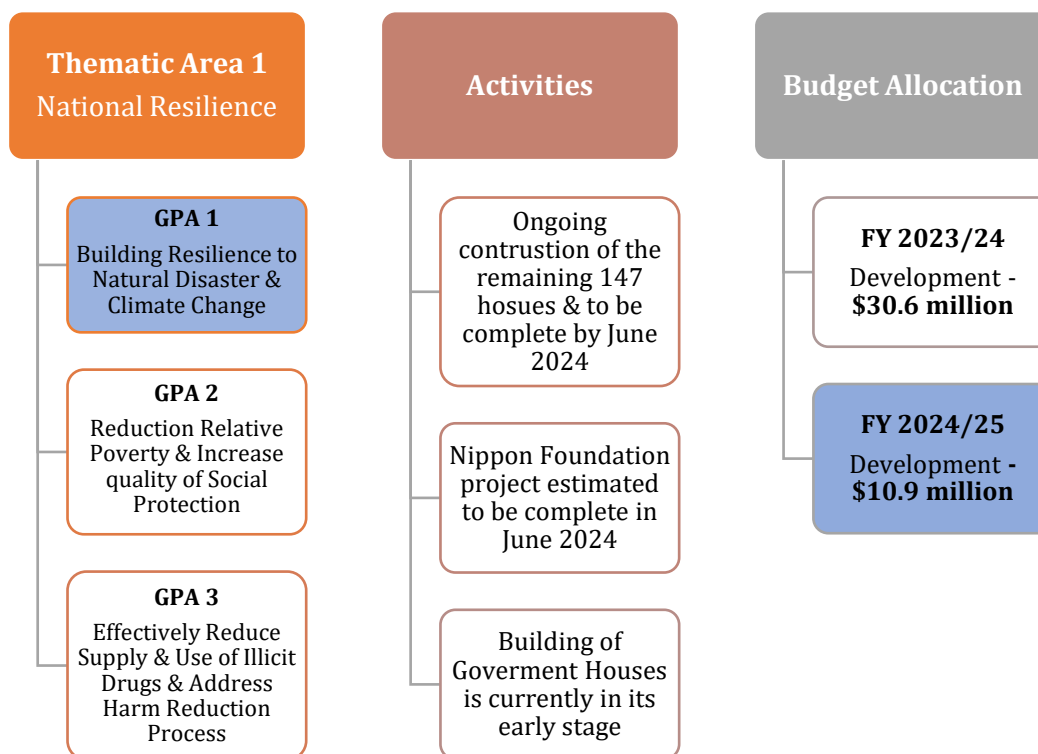 Thematic Area 1
National Resilience
GPA 1
Building Resilience to
Natural Disaster &
Climate Change
GPA 2
Reduction Relative
Poverty & Increase
quality of Social
Protection
GPA 3
Effectively Reduce
Supply & Use of Illicit
Drugs & Address
Harm Reduction
Process
Activities
Ongoing
contrustion of the
remaining 147
hosues & to be
complete by June
2024
Nippon Foundation
project estimated
to be complete in
June 2024
Building of
Goverment Houses
is currently in its
early stage
Budget Allocation
FY 2023/24
Development -
$30.6 million
FY 2024/25
Development -
$10.9 million